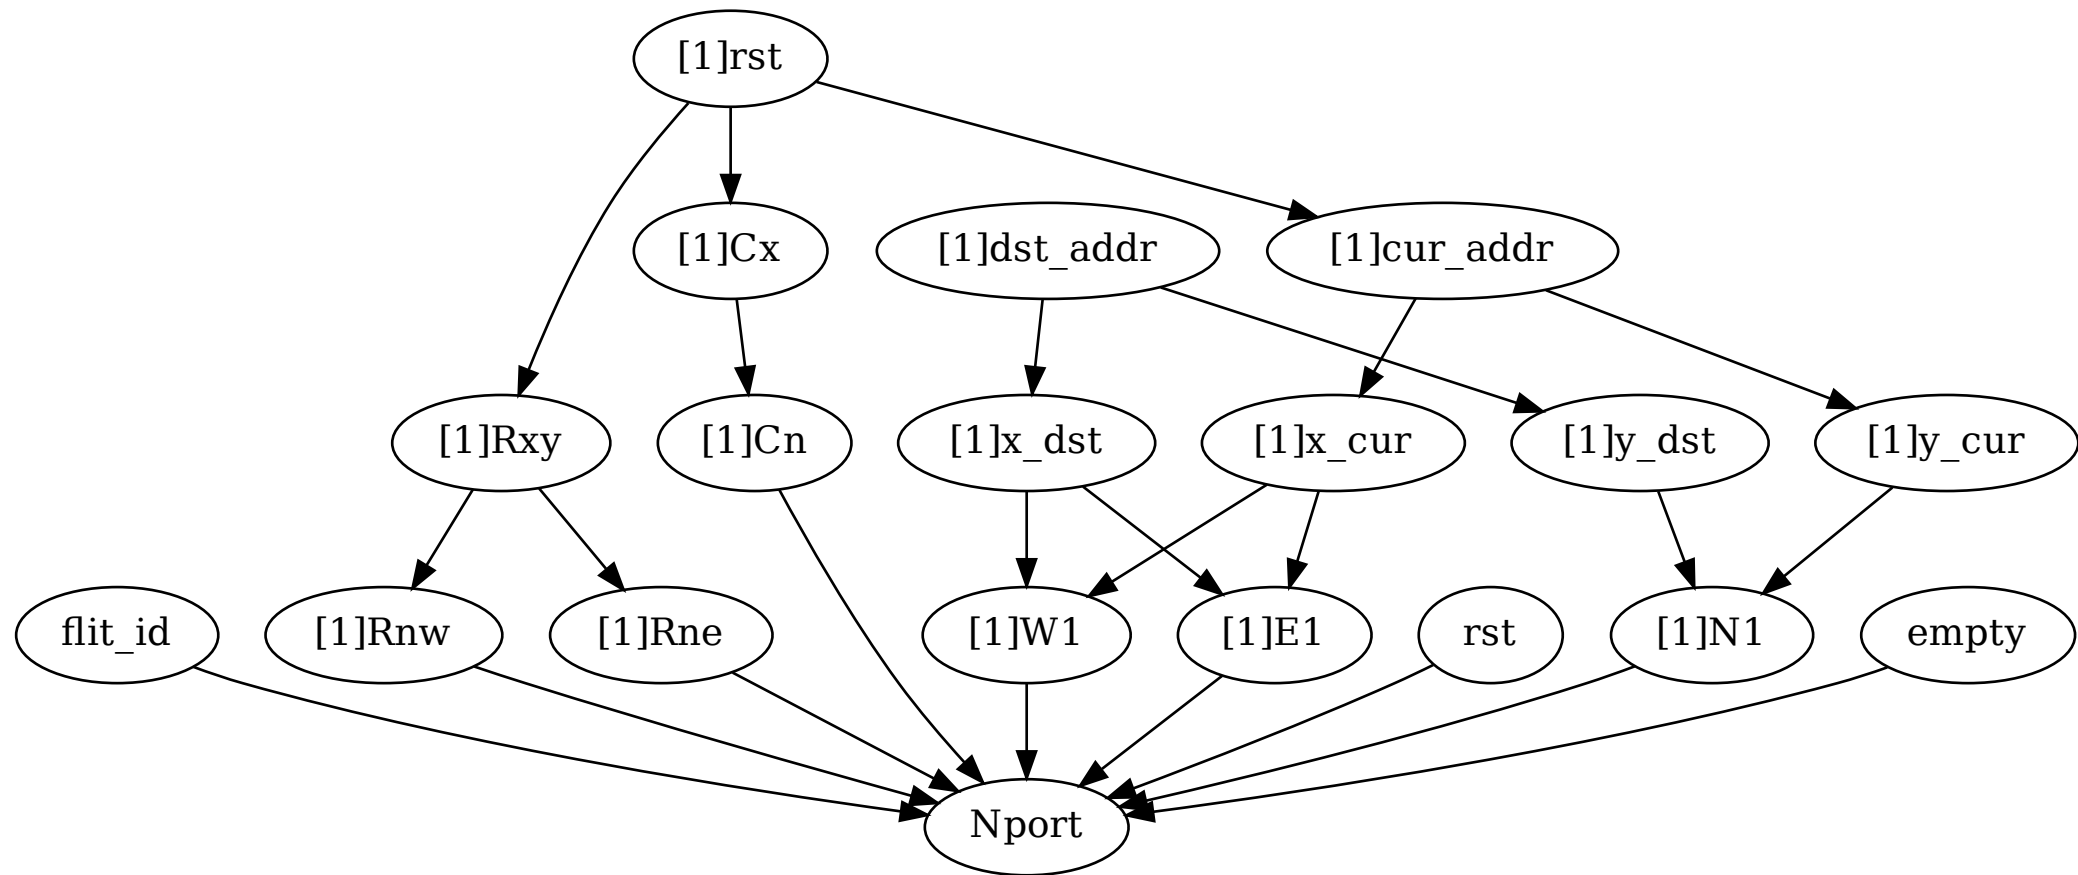 [1]rst
[1]Cx
[1]dst_addr
[1]cur_addr
[1]Rxy
[1]Cn
[1]x_dst
[1]x_cur
[1]y_dst
[1]y_cur
flit_id
[1]Rnw
[1]Rne
[1]W1
[1]E1
rst
[1]N1
empty
Nport